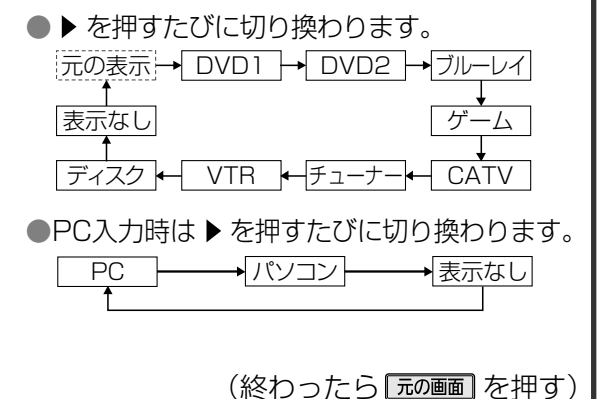 ●▶を押すたびに切り換わります。
元の表示 DVD1 DVD2 ブルーレイ
表示なし ゲーム
ディスク VTR チューナー CATV
●PC入力時は▶を押すたびに切り換わります。
PC パソコン 表示なし
(終わったら 元の画面 を押す)